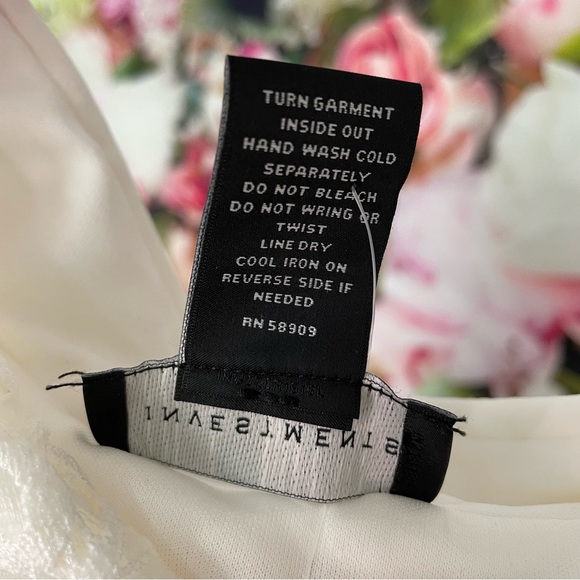 TURN GARMENT
INSIDE OUT
HAND WASH COLD
SEPARATELY
DO NOT BLEACH
DO NOT WRING OR
TWIST
LINE DRY
COOL IRON ON
REVERSE SIDE IF
NEEDED
RN 58909
INVESTMENTS